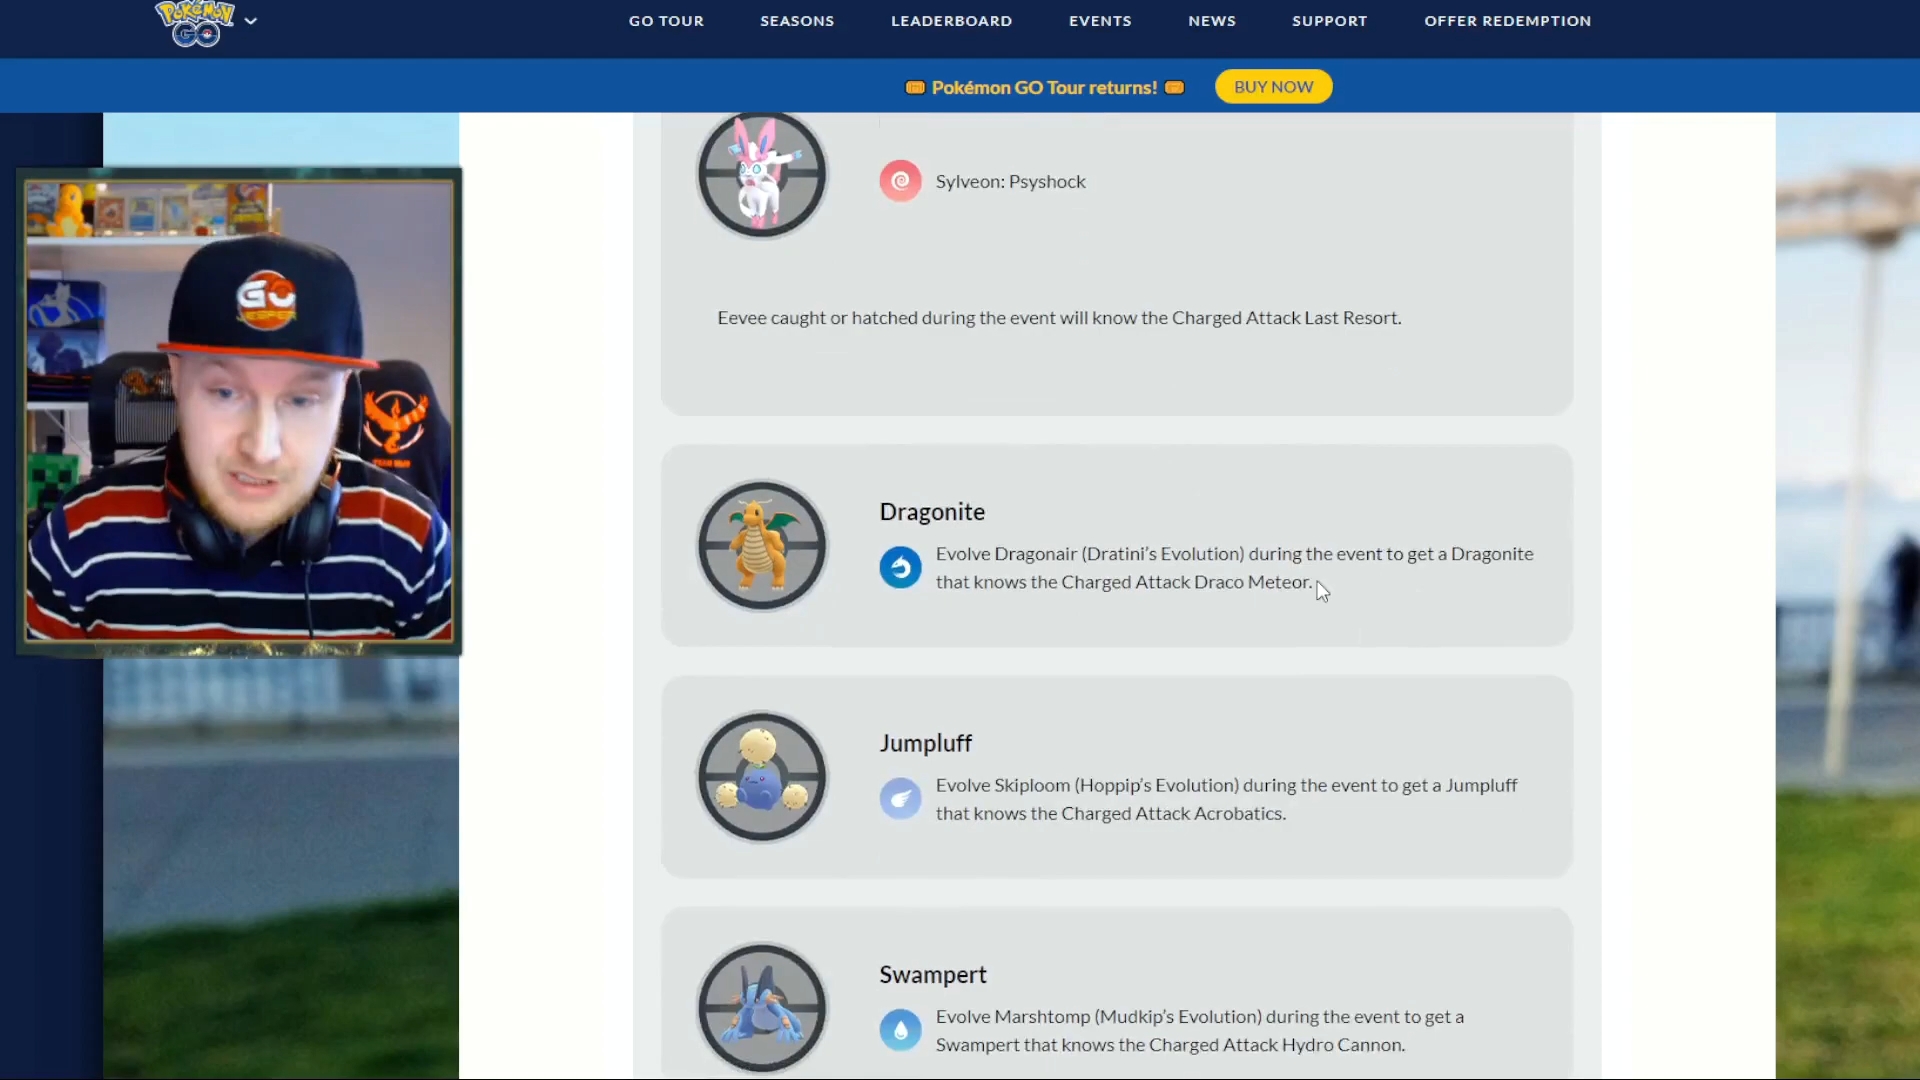 Pokémon GO
GO TOUR SEASONS LEADERBOARD EVENTS NEWS SUPPORT OFFER REDEMPTION
Pokémon GO Tour returns! BUY NOW
Sylveon: Psyshock
Eevee caught or hatched during the event will know the Charged Attack Last Resort.
GO
JESPER
Dragonite
Evolve Dragonair (Dratini's Evolution) during the event to get a Dragonite
that knows the Charged Attack Draco Meteor.
Jumpluff
Evolve Skiploom (Hoppip's Evolution) during the event to get a Jumpluff
that knows the Charged Attack Acrobatics.
Swampert
Evolve Marshtomp (Mudkip's Evolution) during the event to get a
Swampert that knows the Charged Attack Hydro Cannon.